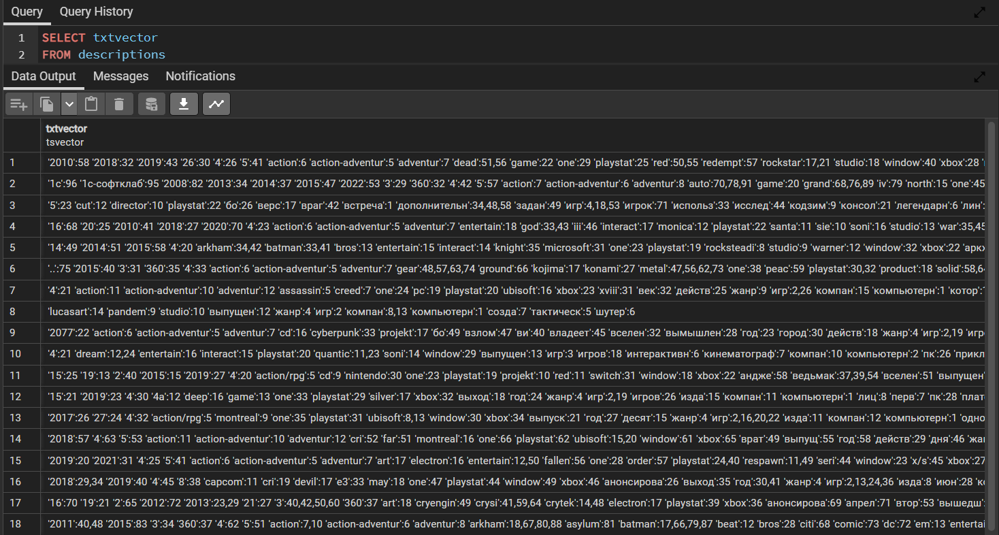 Query Query History
1 SELECT txtvector
2 FROM descriptions
Data Output Messages Notifications
txtvector
tsvector
1 '2010':58 '2018':32 '2019':43 '26':30 '4':26 '5':41 'action':6 'action-adventur':5 'adventur':7 'dead':51,56 'game':22 'one':29 'playstat':25 'red':50,55 'redempt':57 'rockstar':17,21 'studio':18 'window':40 'xbox':28
2 '1c':96 '1с-софтклаб':95 '2008':82 '2013':34 '2014':37 '2015':47 '2022':53 '3':29 '360':32 '4':42 '5':57 'action':7 'action-adventur':6 'adventur':8 'auto':70,78,91 'game':20 'grand':68,76,89 'iv':79 'north':15 'one':45
3 '5':23 'cut':12 'director':10 'playstat':22 'бо':26 'верс':17 'враг':42 'встреча':1 'дополнительн':34,48,58 'задан':49 'игр':4,18,53 'игрок':71 'использ':33 'исслед':44 'кодзим':9 'консол':21 'легендарн':6 'лин':
4 '16':68 '20':25 '2010':41 '2018':27 '2020':70 '4':23 'action':6 'action-adventur':5 'adventur':7 'entertain':18 'god':33,43 'iii':46 'interact':17 'monica':12 'playstat':22 'santa':11 'sie':10 'soni':16 'studio':13 'war':35,45
5 '14':49 '2014':51 '2015':58 '4':20 'arkham':34,42 'batman':33,41 'bros':13 'entertain':15 'interact':14 'knight':35 'microsoft':31 'one':23 'playstat':19 'rocksteadi':8 'studio':9 'warner':12 'window':32 'xbox':22 'арк
6 '..':75 '2015':40 '3':31 '360':35 '4':33 'action':6 'action-adventur':5 'adventur':7 'gear':48,57,63,74 'ground':66 'kojima':17 'konami':27 'metal':47,56,62,73 'one':38 'peac':59 'playstat':30,32 'product':18 'solid':58,6
7 '4':21 'action':11 'action-adventur':10 'adventur':12 'assassin':5 'creed':7 'one':24 'pc':19 'playstat':20 'ubisoft':16 'xbox':23 'xviii':31 'век':32 'действ':25 'жанр':9 'игр':2,26 'компан':15 'компьютерн':1 'котор':
8 'lucasart':14 'pandem':9 'studio':10 'выпущен':12 'жанр':4 'игр':2 'компан':8,13 'компьютерн':1 'созда':7 'тактическ':5 'шутер':6
9 '2077':22 'action':6 'action-adventur':5 'adventur':7 'cd':16 'cyberpunk':33 'projekt':17 'бо':49 'взлом':47 'ви':40 'владеет':45 'вселен':32 'вымышлен':28 'год':23 'город':30 'действ':18 'жанр':4 'игр':2,19 'игр
10 '4':21 'dream':12,24 'entertain':16 'interact':15 'playstat':20 'quantic':11,23 'soni':14 'window':29 'выпущен':13 'игр':3 'игров':18 'интерактивн':6 'кинематограф':7 'компан':10 'компьютерн':2 'пк':26 'прикл
11 '15':25 '19':13 '2':40 '2015':15 '2019':27 '4':20 'action/rpg':5 'cd':9 'nintendo':30 'one':23 'playstat':19 'projekt':10 'red':11 'switch':31 'window':18 'xbox':22 'андже':58 'ведьмак':37,39,54 'вселен':51 'выпущен'
12 '15':21 '2019':23 '4':30 '4a':12 'deep':16 'game':13 'one':33 'playstat':29 'silver':17 'xbox':32 'выход':18 'год':24 'жанр':4 'игр':2,19 'игров':26 'изда':15 'компан':11 'компьютерн':1 'лиц':8 'перв':7 'пк':28 'плат
13 '2017':26 '27':24 '4':32 'action/rpg':5 'montreal':9 'one':35 'playstat':31 'ubisoft':8,13 'window':30 'xbox':34 'выпуск':21 'год':27 'десят':15 'жанр':4 'игр':2,16,20,22 'изда':11 'компан':12 'компьютерн':1 'одно
14 '2018':57 '4':63 '5':53 'action':11 'action-adventur':10 'adventur':12 'cri':52 'far':51 'montreal':16 'one':66 'playstat':62 'ubisoft':15,20 'window':61 'xbox':65 'врат':49 'выпущ':55 'год':58 'действ':29 'дня':46 'жа
15 '2019':20 '2021':31 '4':25 '5':41 'action':6 'action-adventur':5 'adventur':7 'art':17 'electron':16 'entertain':12,50 'fallen':56 'one':28 'order':57 'playstat':24,40 'respawn':11,49 'seri':44 'window':23 'x/s':45 'xbox':27
16 '2018':29,34 '2019':40 '4':45 '8':38 'capcom':11 'cri':19 'devil':17 'e3':33 'may':18 'one':47 'playstat':44 'window':49 'xbox':46 'анонсирова':26 'выход':35 'год':30,41 'жанр':4 'игр':2,13,24,36 'изда':8 'июн':28 'к
17 '16':70 '19':21 '2':65 '2012':72 '2013':23,29 '21':27 '3':40,42,50,60 '360':37 'art':18 'cryengin':49 'crysi':41,59,64 'crytek':14,48 'electron':17 'playstat':39 'xbox':36 'анонсирова':69 'апрел':71 'втор':53 'вышедш':
18 '2011':40,48 '2015':83 '3':34 '360':37 '4':62 '5':51 'action':7,10 'action-adventur':6 'adventur':8 'arkham':18,67,80,88 'asylum':81 'batman':17,66,79,87 'beat':12 'bros':28 'citi':68 'comic':73 'dc':72 'em':13 'entertai